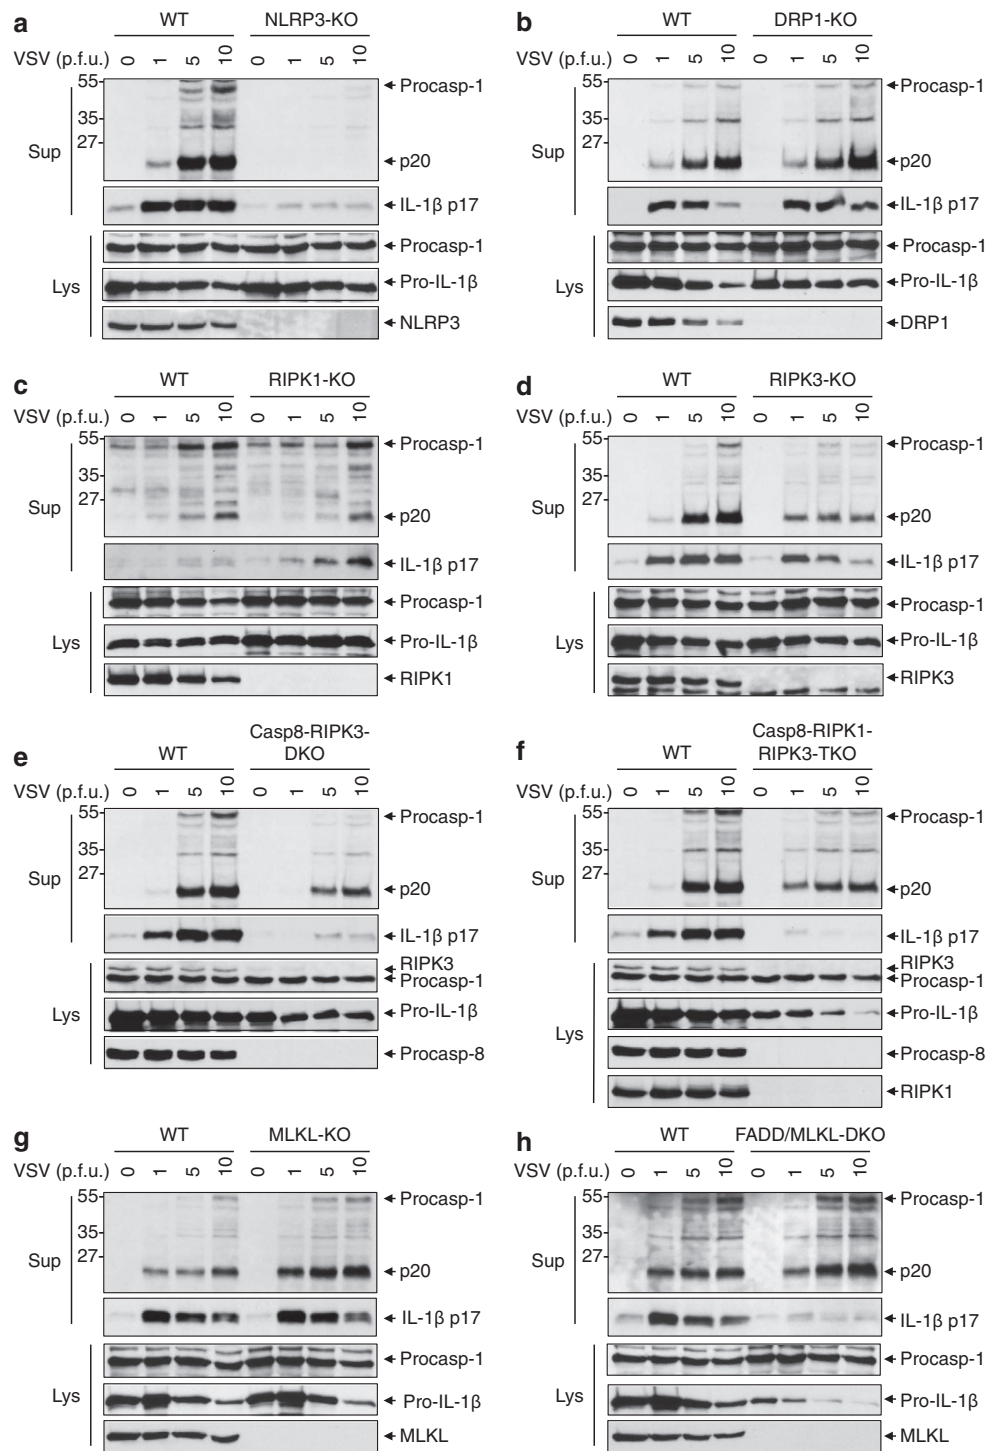 a
WT NLRP3-KO
VSV (p.f.u.) 0 1 5 10 0 1 5 10
55
Procasp-1
35
27
Sup
p20
IL-1β p17
Procasp-1
Lys
Pro-IL-1β
NLRP3
b
WT DRP1-KO
VSV (p.f.u.) 0 1 5 10 0 1 5 10
55
Procasp-1
35
27
Sup
p20
IL-1β p17
Procasp-1
Lys
Pro-IL-1β
DRP1
c
WT RIPK1-KO
VSV (p.f.u.) 0 1 5 10 0 1 5 10
55
Procasp-1
35
27
Sup
p20
IL-1β p17
Procasp-1
Lys
Pro-IL-1β
RIPK1
d
WT RIPK3-KO
VSV (p.f.u.) 0 1 5 10 0 1 5 10
55
Procasp-1
35
27
Sup
p20
IL-1β p17
Procasp-1
Lys
Pro-IL-1β
RIPK3
e
WT
Casp8-RIPK3-
DKO
VSV (p.f.u.) 0 1 5 10 0 1 5 10
55
Procasp-1
35
27
Sup
p20
IL-1β p17
RIPK3
Procasp-1
Lys
Pro-IL-1β
Procasp-8
f
WT
Casp8-RIPK1-
RIPK3-TKO
VSV (p.f.u.) 0 1 5 10 0 1 5 10
55
Procasp-1
35
27
Sup
p20
IL-1β p17
RIPK3
Procasp-1
Pro-IL-1β
Lys
Procasp-8
RIPK1
g
WT MLKL-KO
VSV (p.f.u.) 0 1 5 10 0 1 5 10
55
Procasp-1
35
27
Sup
p20
IL-1β p17
Procasp-1
Lys
Pro-IL-1β
MLKL
h
WT FADD/MLKL-DKO
VSV (p.f.u.) 0 1 5 10 0 1 5 10
55
Procasp-1
35
27
Sup
p20
IL-1β p17
Procasp-1
Lys
Pro-IL-1β
MLKL